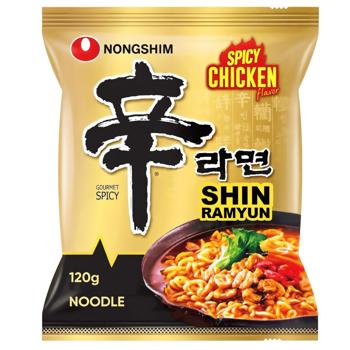 NONGSHIM
SPICY
CHICKEN
Flavor
辛
®
라면
GOURMET
SPICY
SHIN
RAMYUN
120g
NOODLE